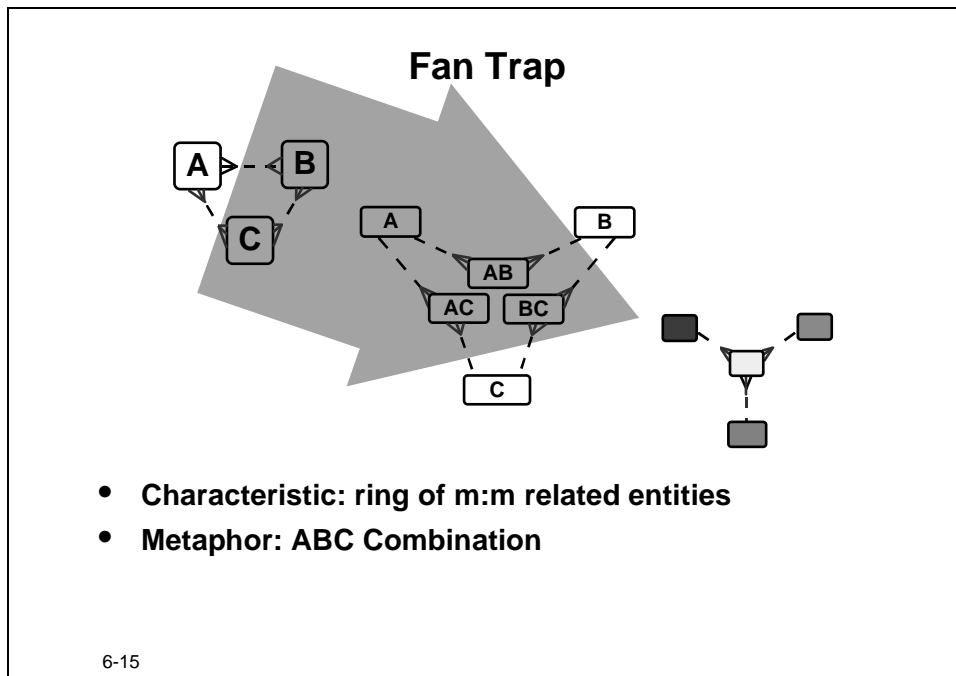 Fan Trap
A
B
C
A
B
AB
AC
BC
C
• Characteristic: ring of m:m related entities
• Metaphor: ABC Combination
6-15